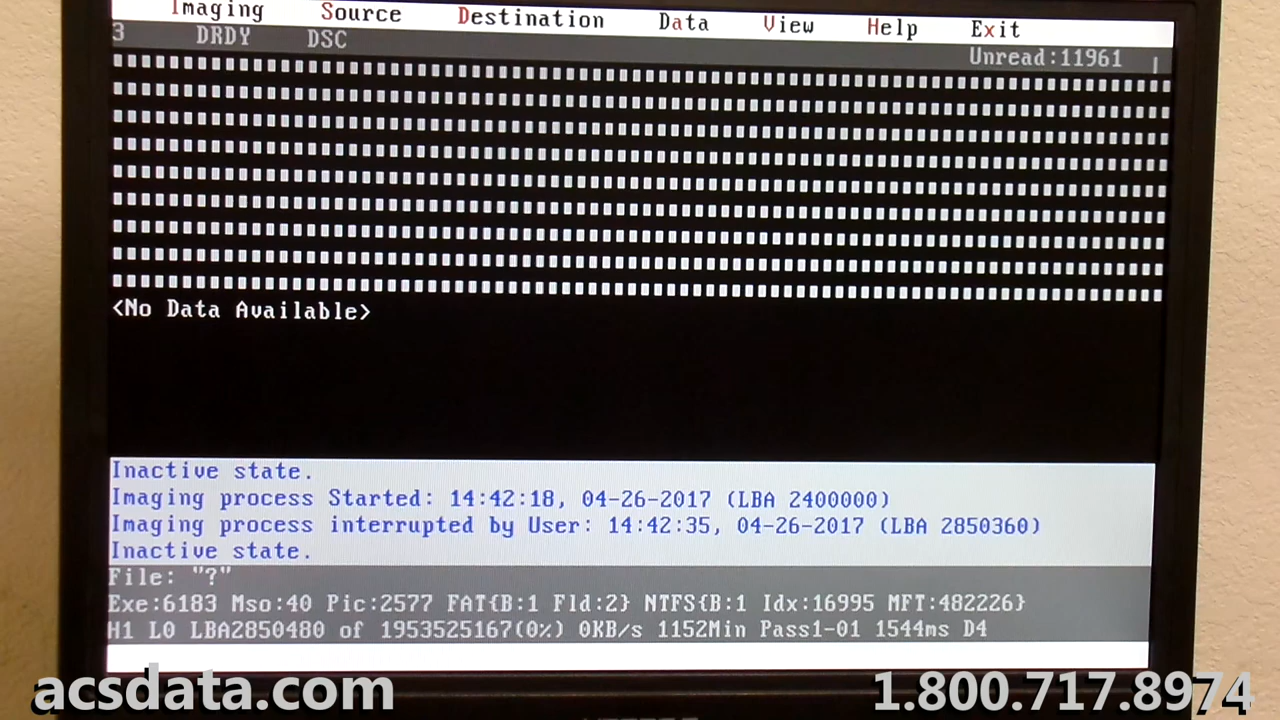 Imaging Source Destination Data View Help Exit
3 DRDY DSC Unread:11961
<No Data Available>
Inactive state.
Imaging process Started: 14:42:18, 04-26-2017 (LBA 2400000)
Imaging process interrupted by User: 14:42:35, 04-26-2017 (LBA 2850360)
Inactive state.
File: "?"
Exe:6183 Mso:40 Pic:2577 FAT{B:1 Fld:2} NTFS{B:1 Idx:16995 MFT:482226}
H1 L0 LBA2850480 of 1953525167(0%) 0KB/s 1152Min Pass1-01 1544ms D4
acsdata.com 1.800.717.8974